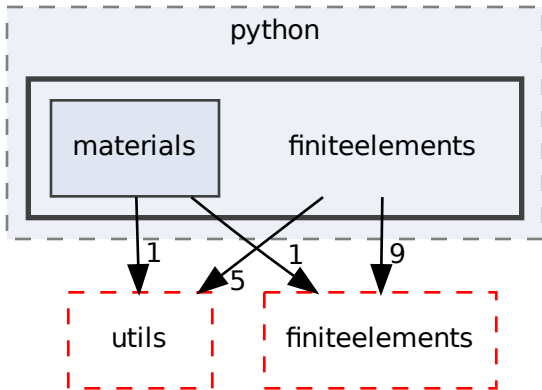 python
materials
finiteelements
1
1
9
5
utils
finiteelements